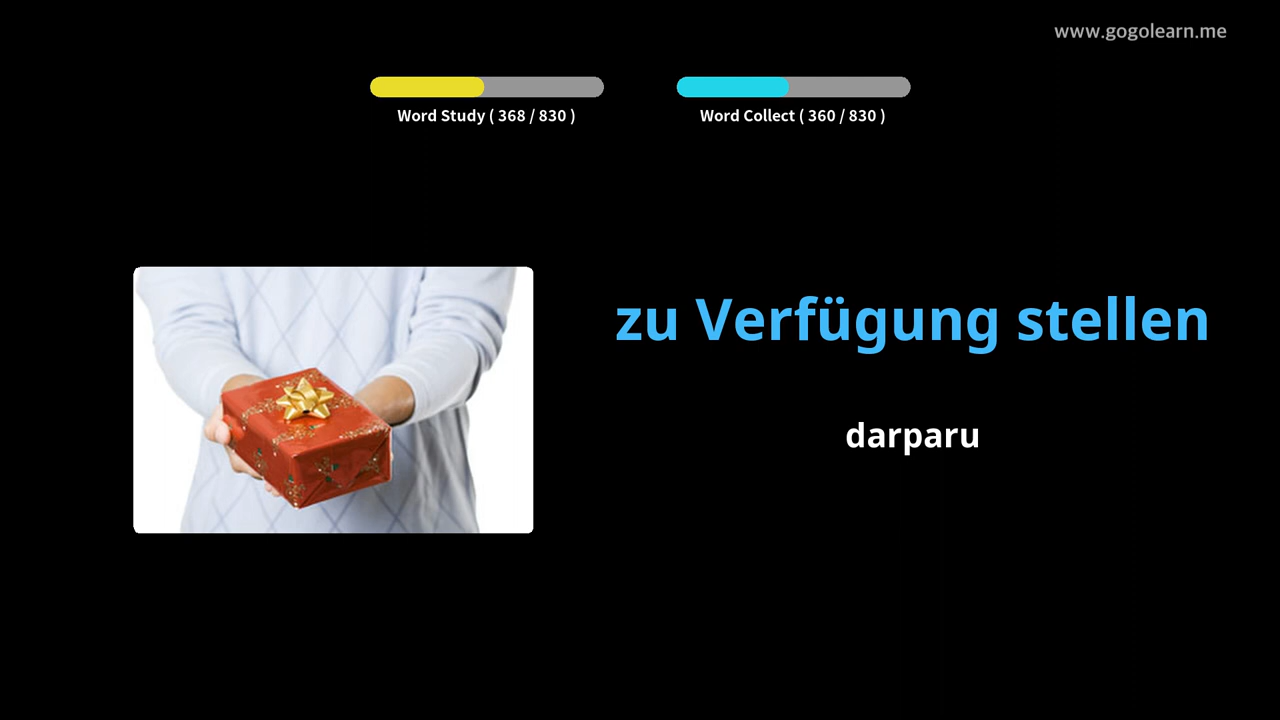 www.gogolearn.me
Word Study ( 368 / 830 )
Word Collect ( 360 / 830 )
zu Verfügung stellen
darparu